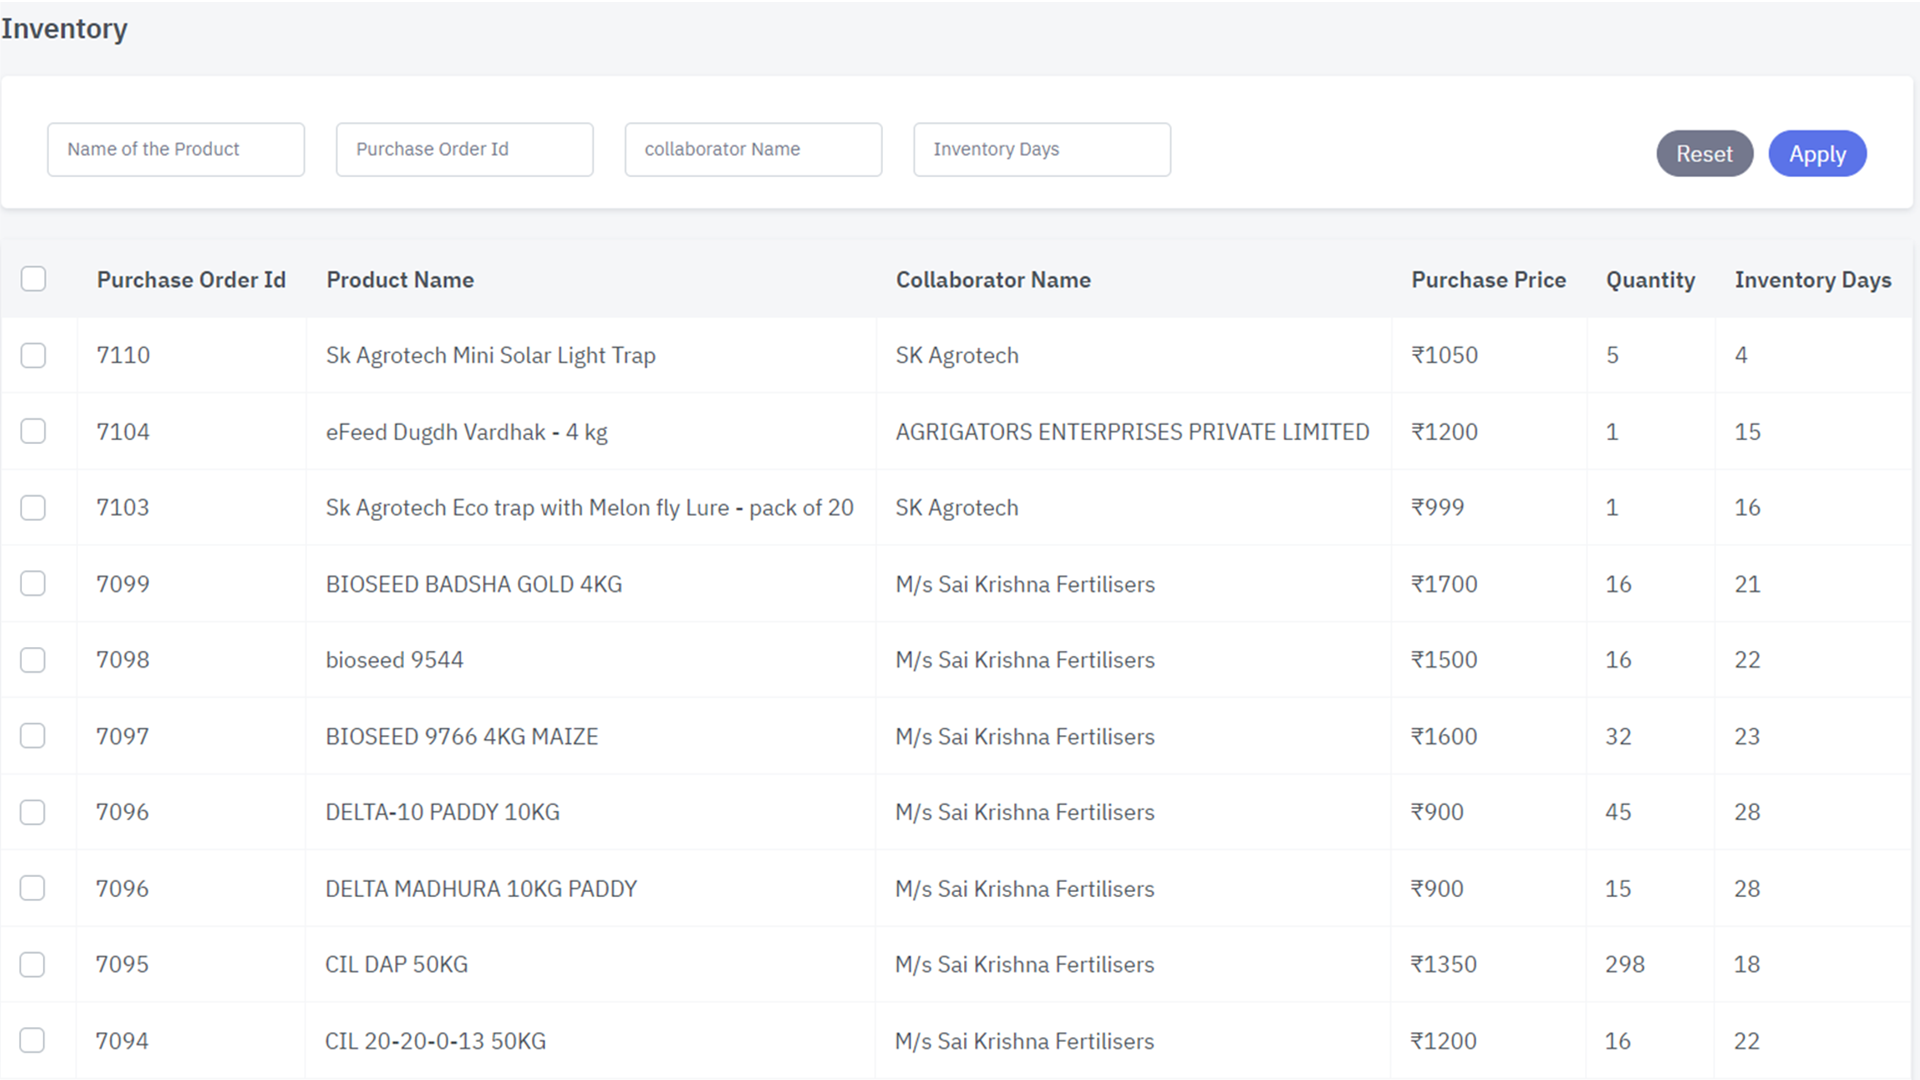 Inventory
Name of the Product Purchase Order Id collaborator Name Inventory Days Reset Apply
Purchase Order Id Product Name Collaborator Name Purchase Price Quantity Inventory Days
7110 Sk Agrotech Mini Solar Light Trap SK Agrotech ₹1050 5 4
7104 eFeed Dugdh Vardhak - 4 kg AGRIGATORS ENTERPRISES PRIVATE LIMITED ₹1200 1 15
7103 Sk Agrotech Eco trap with Melon fly Lure - pack of 20 SK Agrotech ₹999 1 16
7099 BIOSEED BADSHA GOLD 4KG M/s Sai Krishna Fertilisers ₹1700 16 21
7098 bioseed 9544 M/s Sai Krishna Fertilisers ₹1500 16 22
7097 BIOSEED 9766 4KG MAIZE M/s Sai Krishna Fertilisers ₹1600 32 23
7096 DELTA-10 PADDY 10KG M/s Sai Krishna Fertilisers ₹900 45 28
7096 DELTA MADHURA 10KG PADDY M/s Sai Krishna Fertilisers ₹900 15 28
7095 CIL DAP 50KG M/s Sai Krishna Fertilisers ₹1350 298 18
7094 CIL 20-20-0-13 50KG M/s Sai Krishna Fertilisers ₹1200 16 22